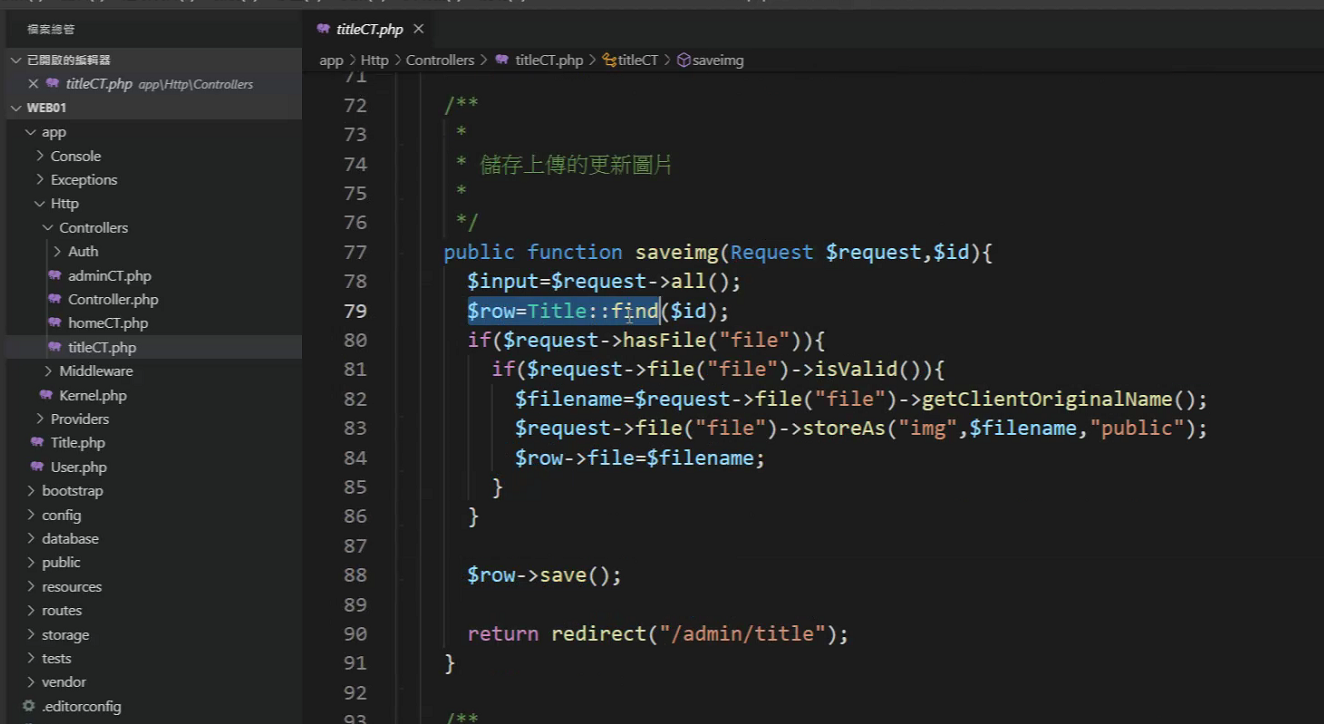 檔案總管
已開啟的編輯器
titleCT.php app\Http\Controllers
WEB01
app
Console
Exceptions
Http
Controllers
Auth
adminCT.php
Controller.php
homeCT.php
titleCT.php
Middleware
Kernel.php
Providers
Title.php
User.php
bootstrap
config
database
public
resources
routes
storage
tests
vendor
.editorconfig
titleCT.php
app > Http > Controllers > titleCT.php > titleCT > saveimg
71
72 /**
73 *
74 * 儲存上傳的更新圖片
75 *
76 */
77 public function saveimg(Request $request,$id){
78 $input=$request->all();
79 $row=Title::find($id);
80 if($request->hasFile("file")){
81 if($request->file("file")->isValid()){
82 $filename=$request->file("file")->getClientOriginalName();
83 $request->file("file")->storeAs("img",$filename,"public");
84 $row->file=$filename;
85 }
86 }
87
88 $row->save();
89
90 return redirect("/admin/title");
91 }
92
93 /**